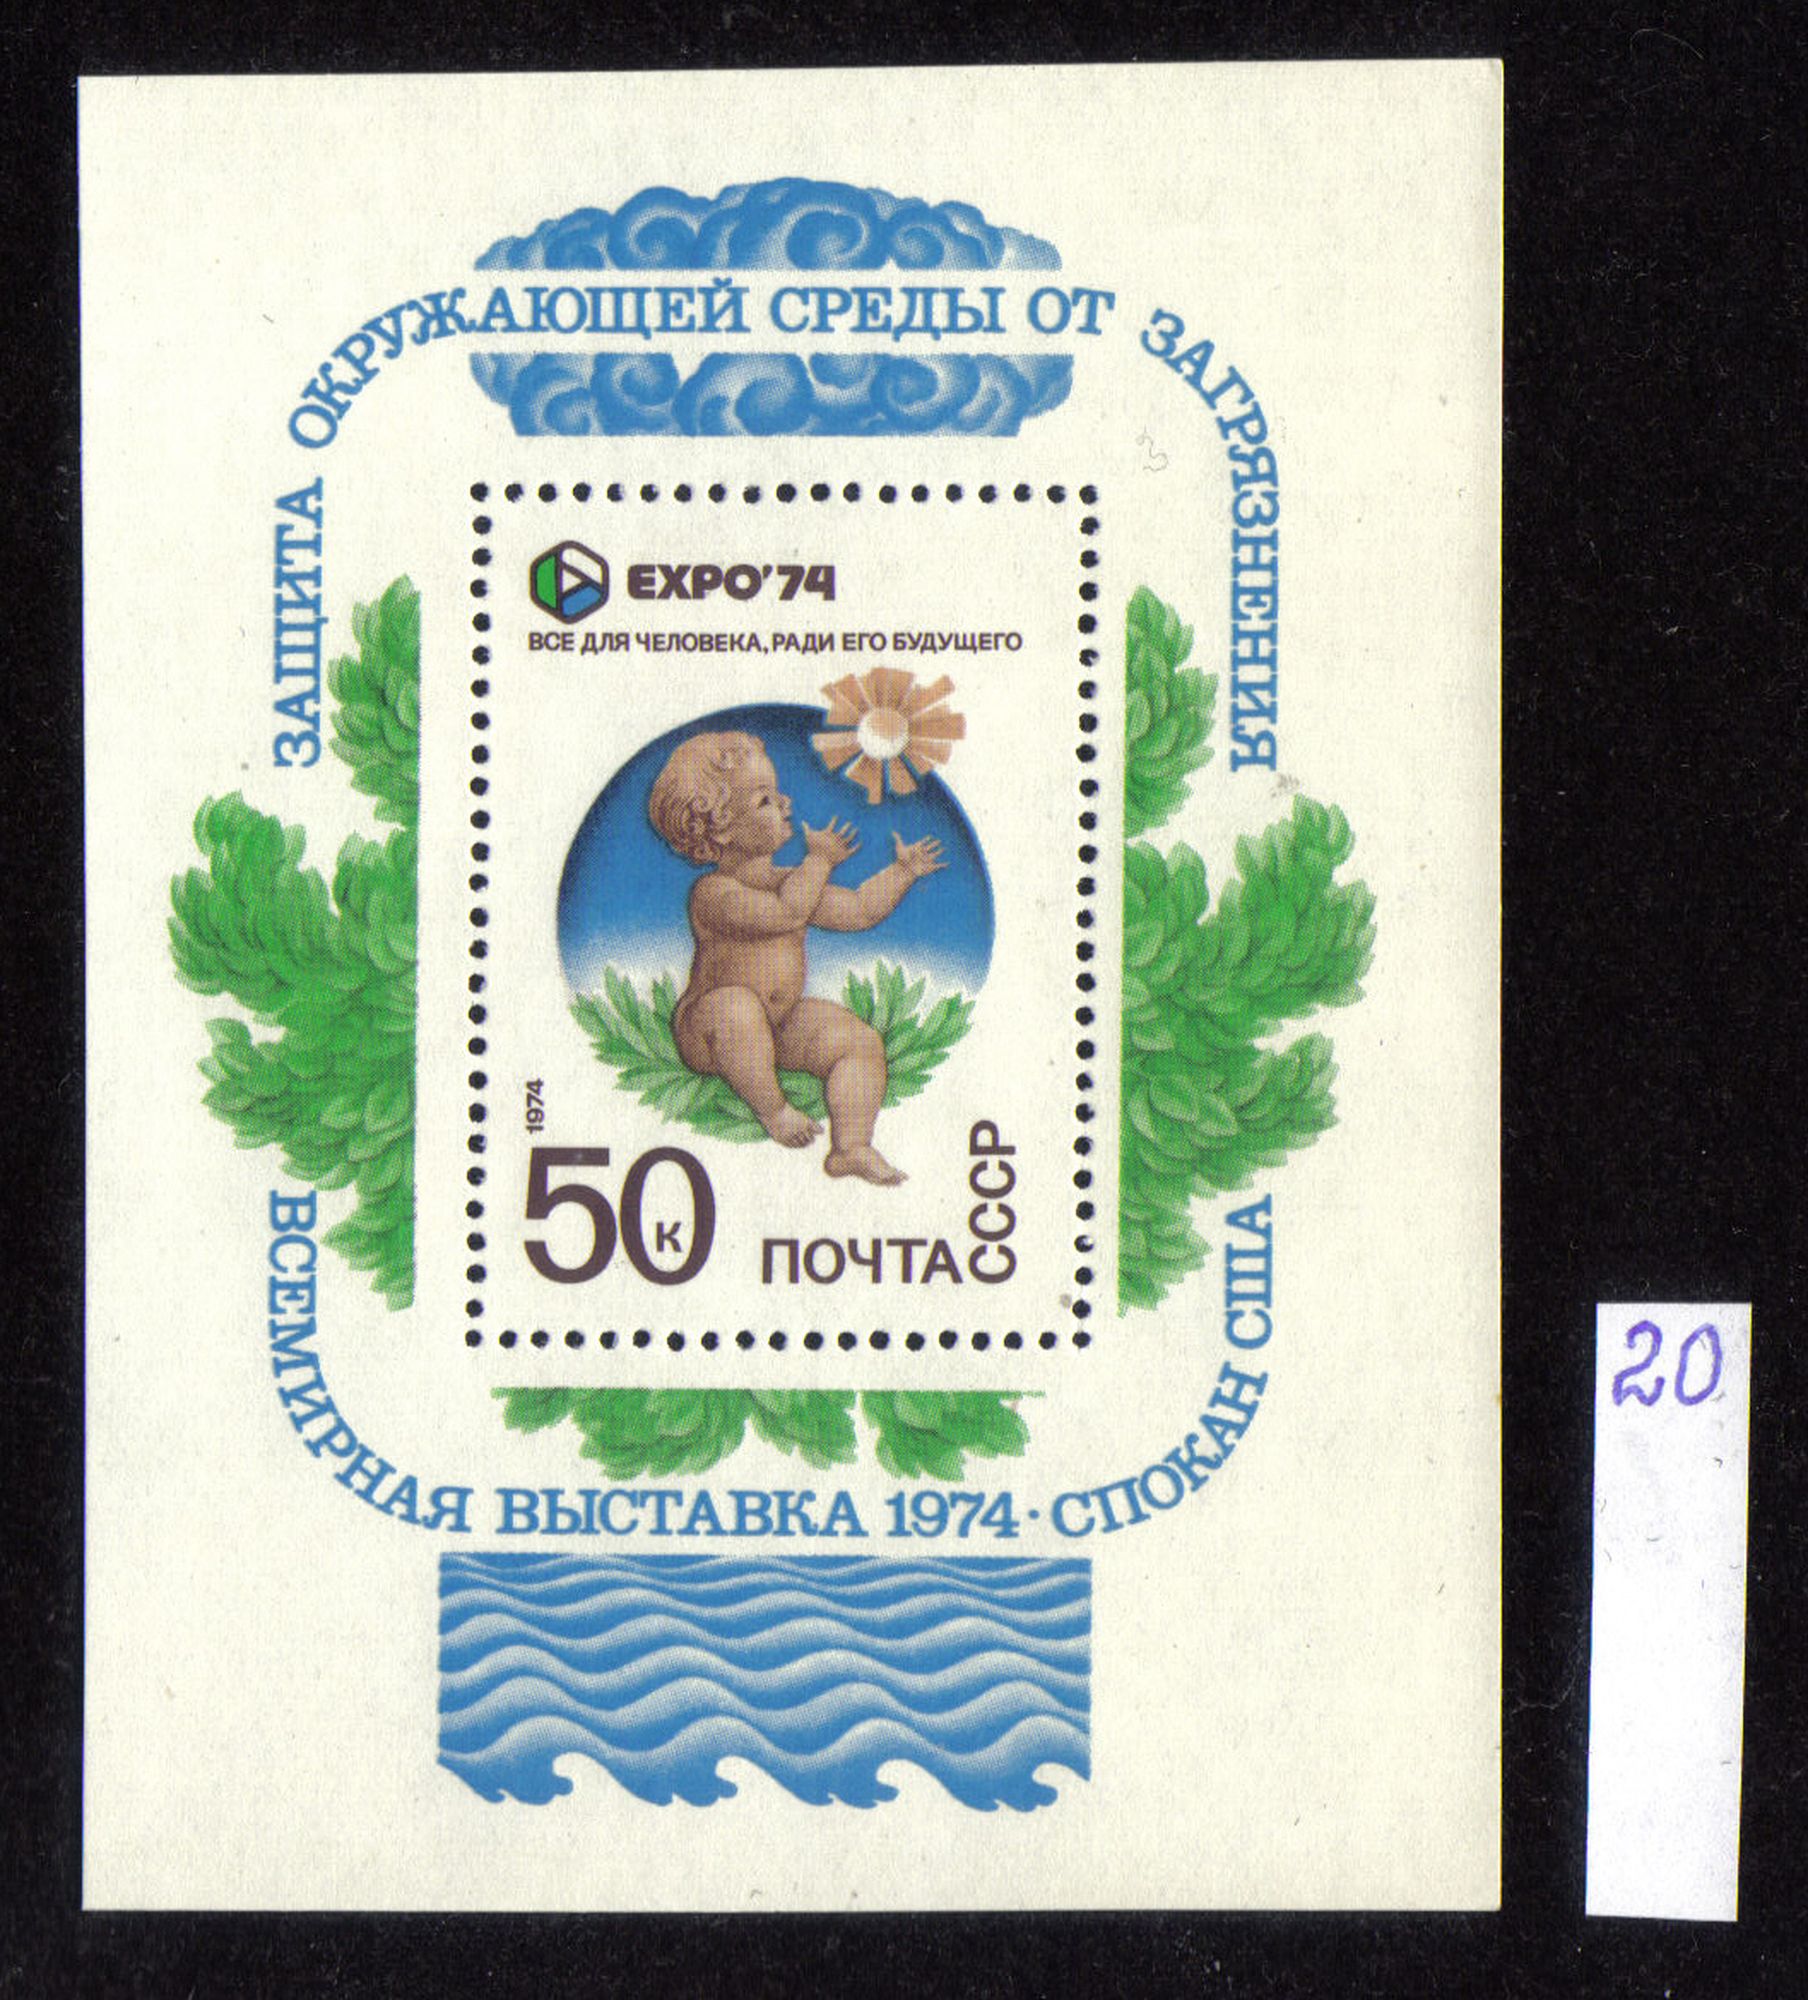 ЗАЩИТА ОКРУЖАЮЩЕЙ СРЕДЫ ОТ ЗАГРЯЗНЕНИЯ
EXPO'74
ВСЕ ДЛЯ ЧЕЛОВЕКА, РАДИ ЕГО БУДУЩЕГО
1974
50 к
ПОЧТА СССР
ВСЕМИРНАЯ ВЫСТАВКА 1974 · СПОКАН США
20